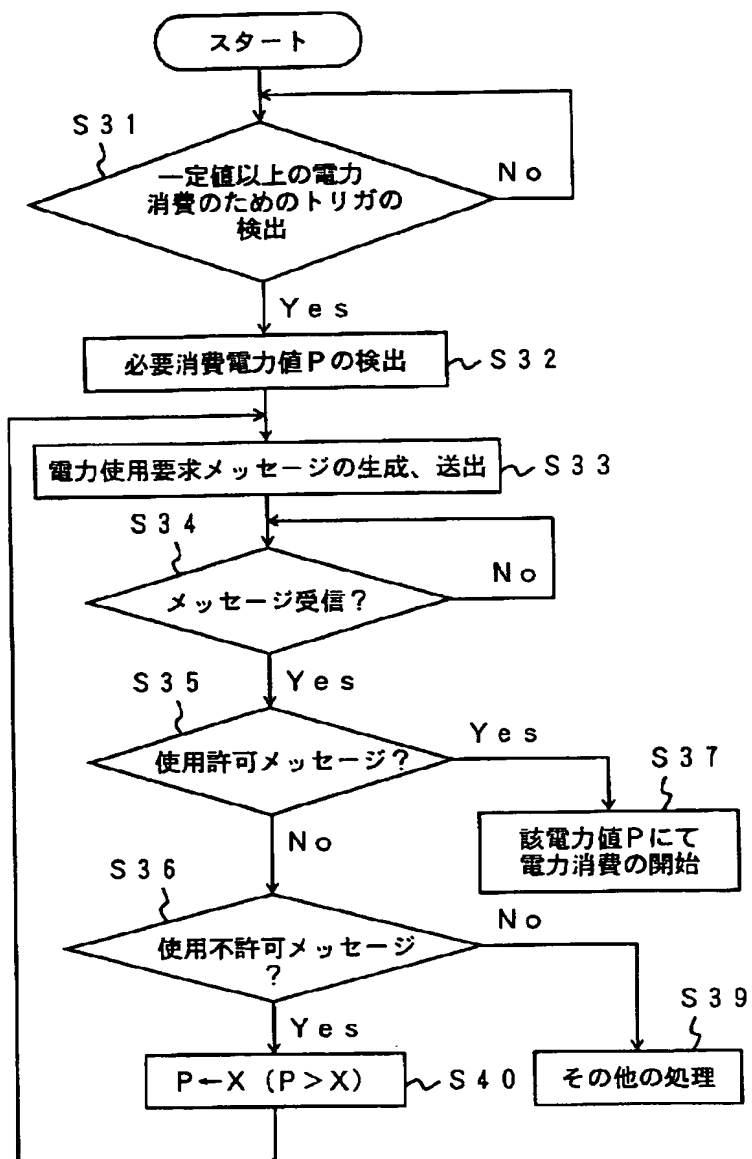 スタート
S31
一定値以上の電力
消費のためのトリガの
検出
No
Yes
必要消費電力値Pの検出
S32
電力使用要求メッセージの生成、送出
S33
S34
メッセージ受信?
No
Yes
S35
使用許可メッセージ?
Yes
S37
該電力値Pにて
電力消費の開始
No
S36
使用不許可メッセージ
?
No
S39
その他の処理
Yes
P←X (P>X)
S40